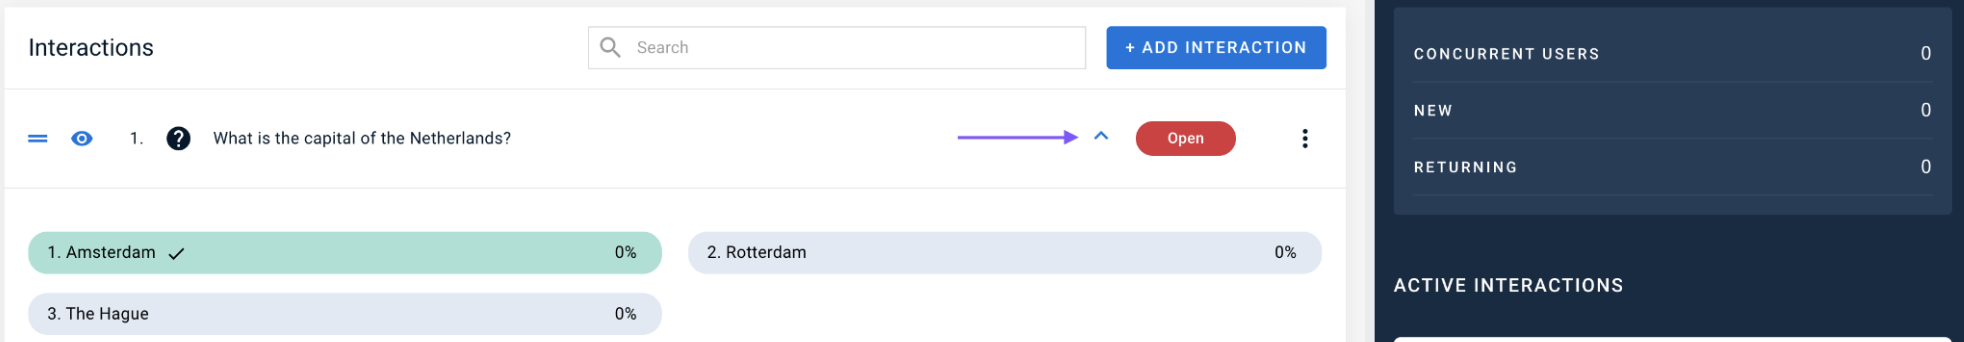 Interactions
Search
+ ADD INTERACTION
1. What is the capital of the Netherlands?
Open
1. Amsterdam 0%
2. Rotterdam 0%
3. The Hague 0%
CONCURRENT USERS 0
NEW 0
RETURNING 0
ACTIVE INTERACTIONS